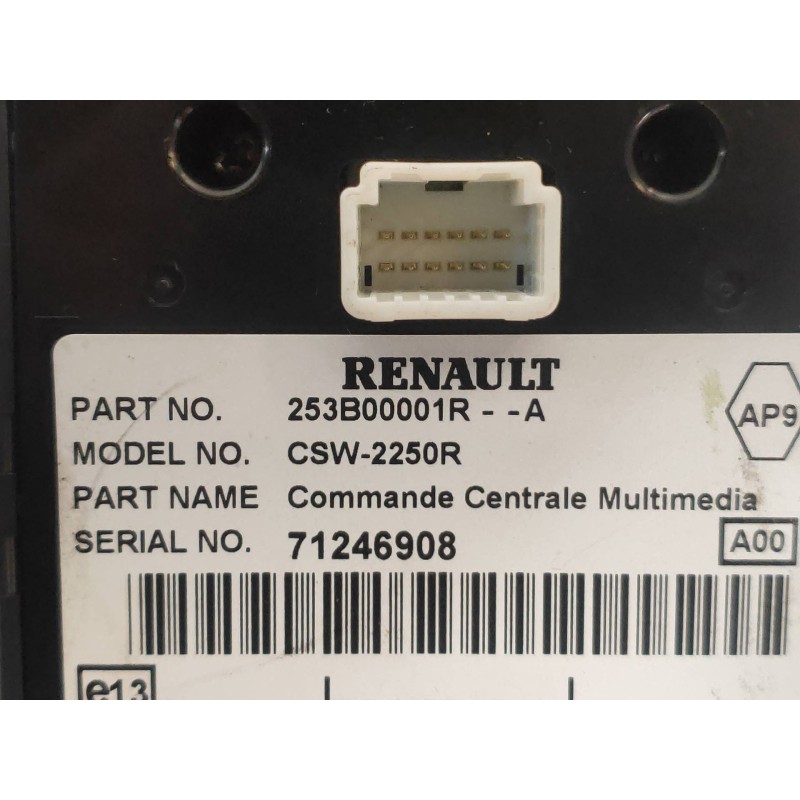 RENAULT
PART NO. 253B00001R - -A
AP9
MODEL NO. CSW-2250R
PART NAME Commande Centrale Multimedia
SERIAL NO. 71246908
A00
e13